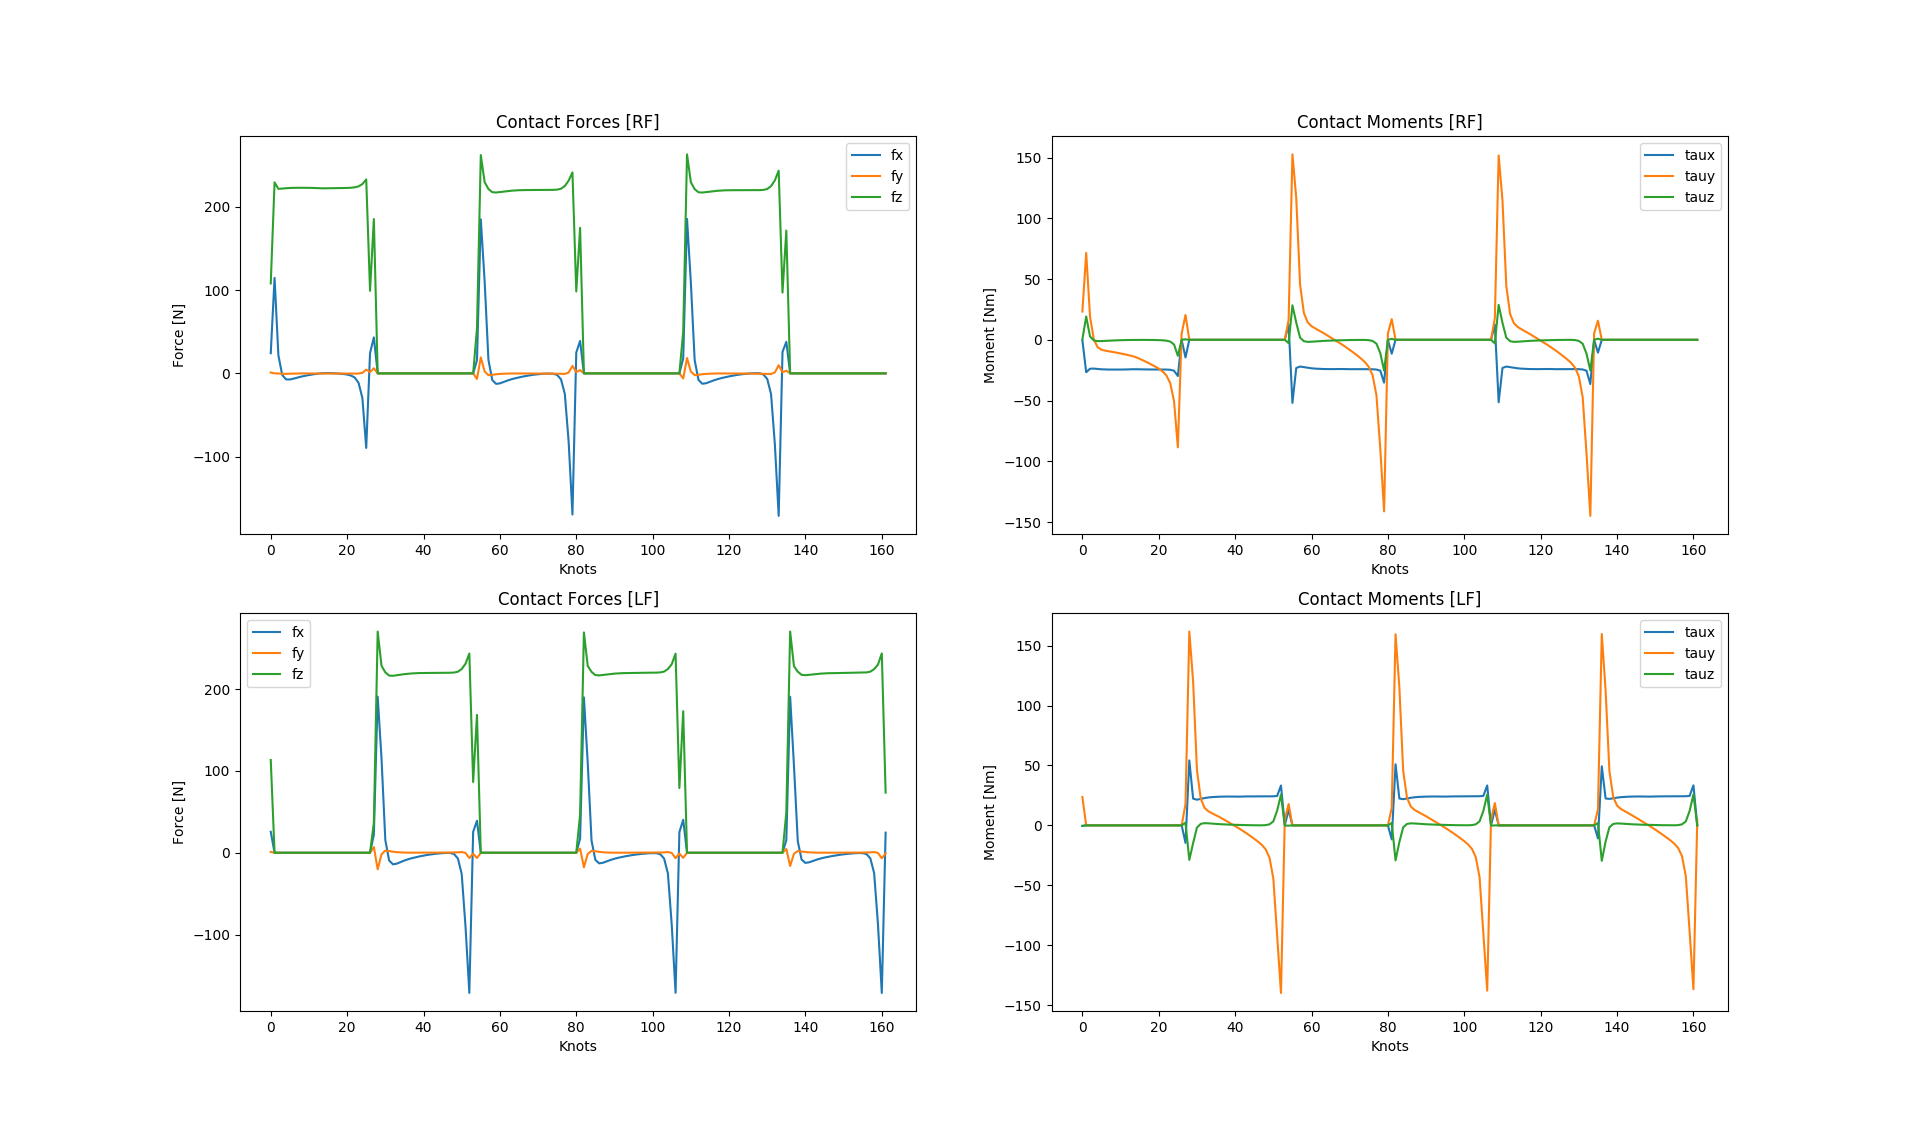 Contact Forces [RF]
Force [N]
200
100
0
−100
fx
fy
fz
0 20 40 60 80 100 120 140 160
Knots
Contact Moments [RF]
Moment [Nm]
150
100
50
0
−50
−100
−150
taux
tauy
tauz
0 20 40 60 80 100 120 140 160
Knots
Contact Forces [LF]
Force [N]
200
100
0
−100
fx
fy
fz
0 20 40 60 80 100 120 140 160
Knots
Contact Moments [LF]
Moment [Nm]
150
100
50
0
−50
−100
−150
taux
tauy
tauz
0 20 40 60 80 100 120 140 160
Knots